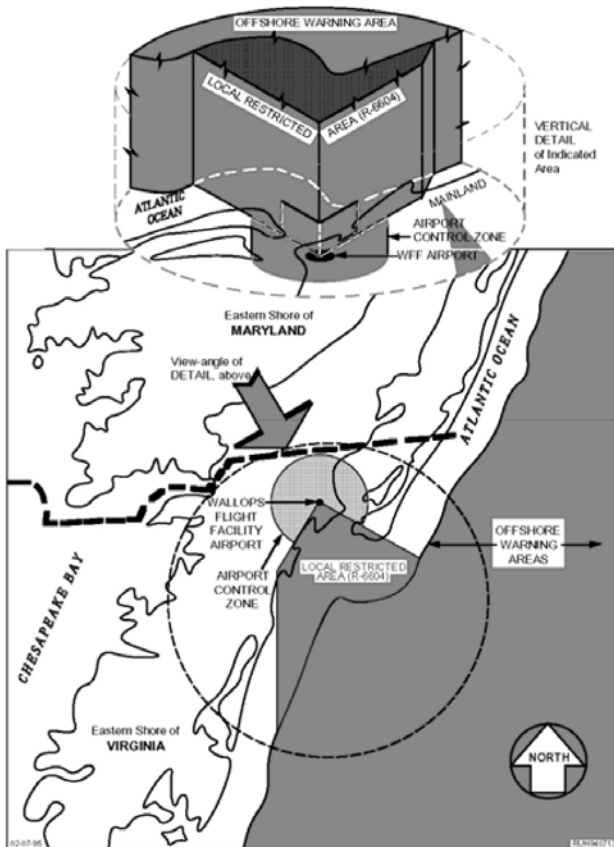 OFFSHORE WARNING AREA
LOCAL RESTRICTED
AREA (R-6604)
VERTICAL
DETAIL
of Indicated
Area
ATLANTIC
OCEAN
MAINLAND
AIRPORT
CONTROL ZONE
WFF AIRPORT
Eastern Shore of
MARYLAND
View-angle of
DETAIL, above
ATLANTIC OCEAN
WALLOPS
FLIGHT
FACILITY
AIRPORT
OFFSHORE
WARNING
AREAS
LOCAL RESTRICTED
AREA (R-6604)
AIRPORT
CONTROL
ZONE
CHESAPEAKE BAY
Eastern Shore of
VIRGINIA
NORTH
02-07-96